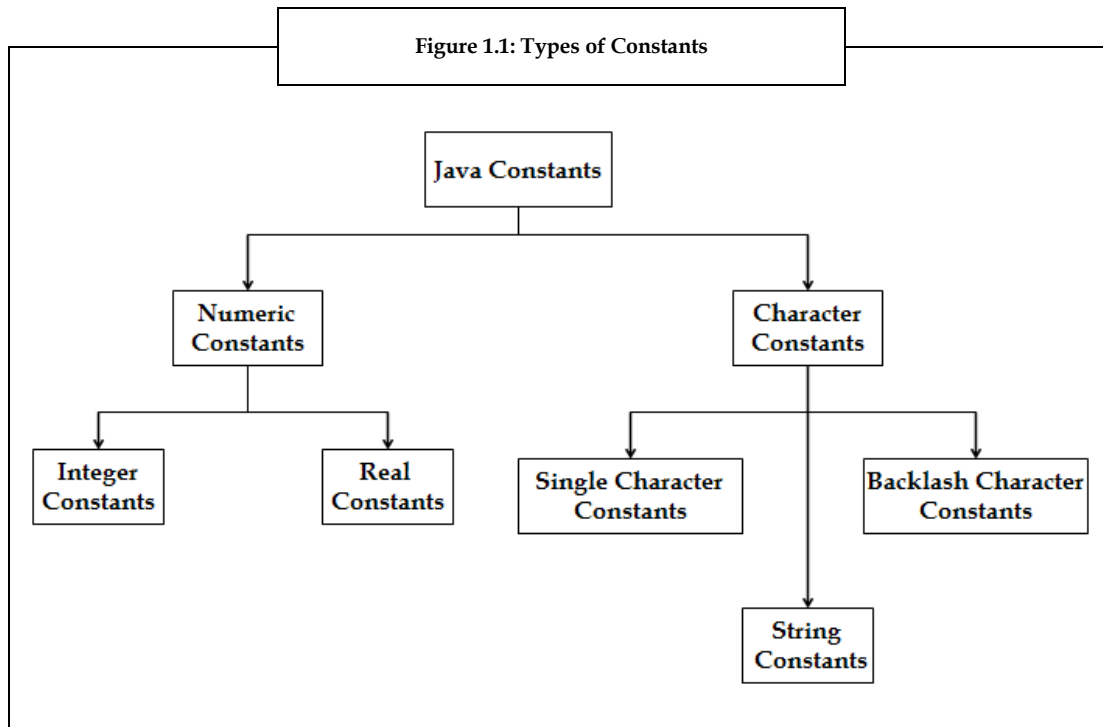 Figure 1.1: Types of Constants
Java Constants
Numeric
Constants
Character
Constants
Integer
Constants
Real
Constants
Single Character
Constants
Backlash Character
Constants
String
Constants